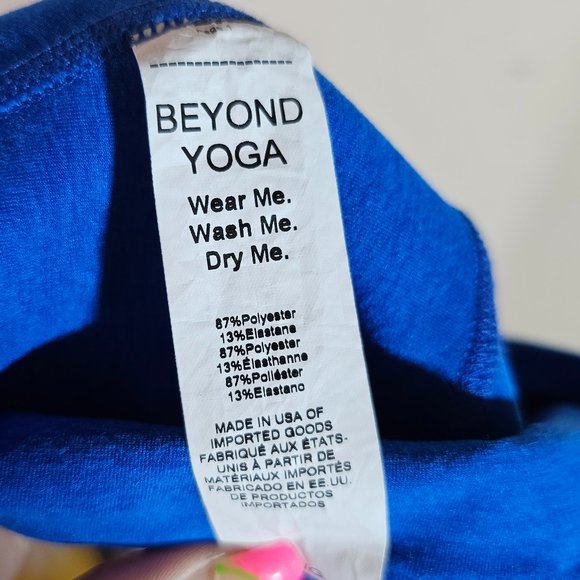 BEYOND
YOGA
Wear Me.
Wash Me.
Dry Me.
87%Polyester
13%Elastane
87%Polyester
13%Élasthanne
87%Poliéster
13%Elastano
MADE IN USA OF
IMPORTED GOODS
FABRIQUÉ AUX ÉTATS-
UNIS À PARTIR DE
MATÉRIAUX IMPORTÉS
FABRICADO EN EE.UU.
DE PRODUCTOS
IMPORTADOS